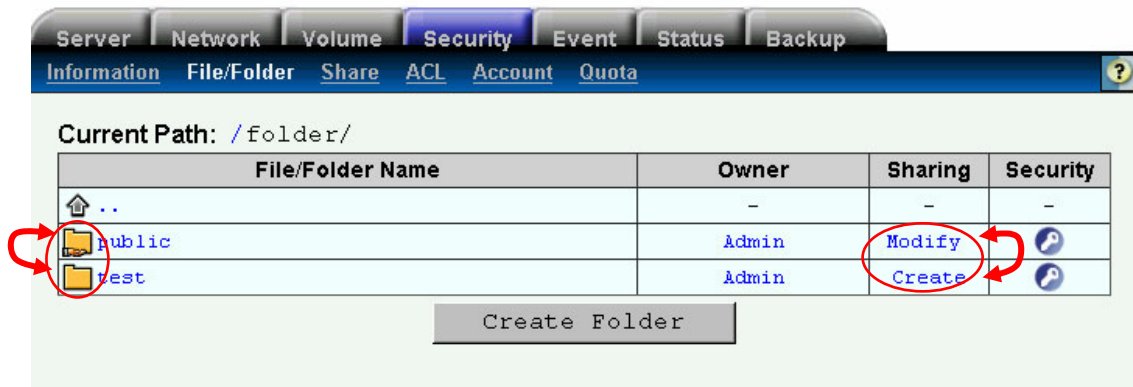 Server Network Volume Security Event Status Backup
Information File/Folder Share ACL Account Quota ?
Current Path: /folder/
File/Folder Name Owner Sharing Security
.. - - -
public Admin Modify
test Admin Create
Create Folder